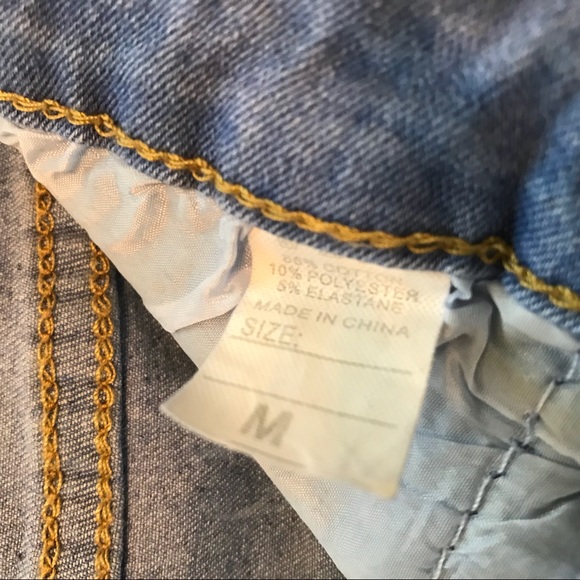 85% COTTON
10% POLYESTER
5% ELASTANE
MADE IN CHINA
SIZE:
M